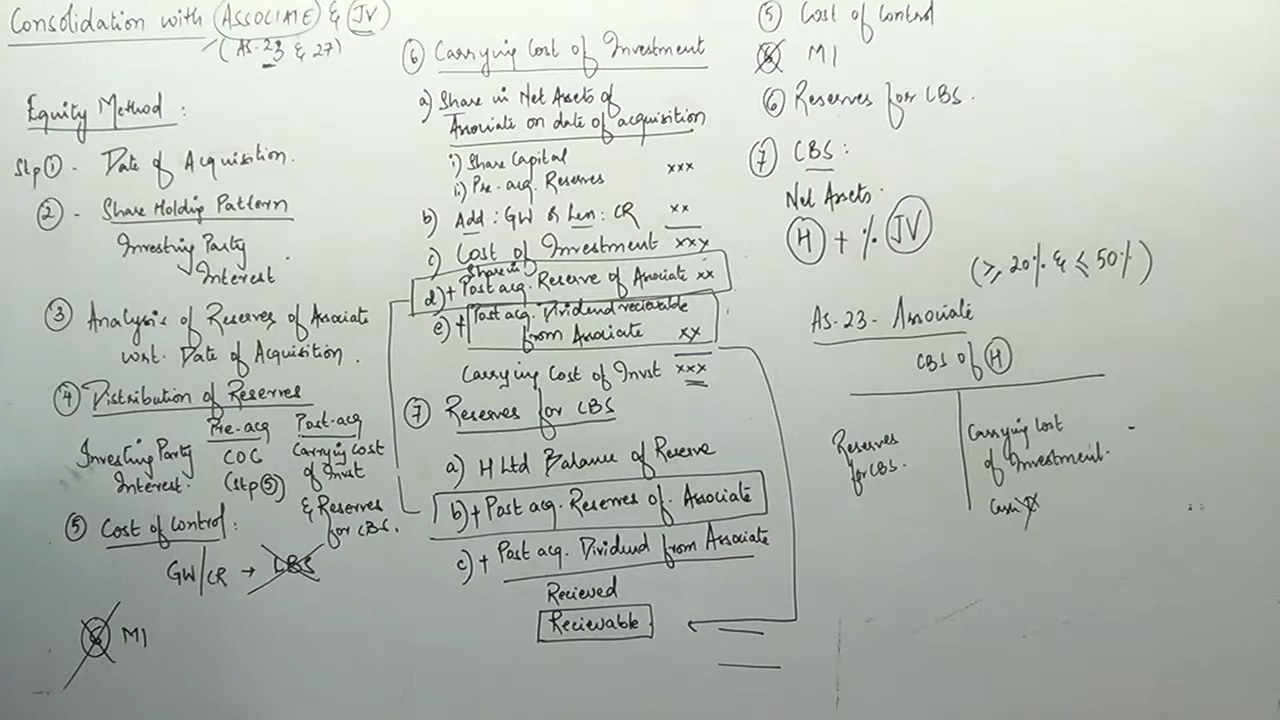 Consolidation with ASSOCIATE & JV
(AS-23 & 27)
Equity Method :
Stp ① - Date of Acquisition.
② - Share Holdig Pattern
Investing Party
Interest
③ Analysis of Reserves of Associate
w.r.t. Date of Acquisition.
④ Distribution of Reserves
Pre-acq Post-acq
Investing Party COC Carrying Cost
Interest. (Stp ⑤) of Invst
& Reserves
for CBS.
⑤ Cost of Control :
GW/CR → CBS
⑥ MI
⑥ Carrying Cost of Investment
a) Share in Net Assets of
Associate on date of acquisition
i) Share Capital
ii) Pre-acq. Reserves xxx
b) Add : GW & Less : CR xx
c) Cost of Investment xxx
Share in
d) + Post acq. Reserve of Associate xx
e) + Post acq. Dividend recievable
from Associate xx
Carrying Cost of Invst xxx
⑦ Reserves for CBS
a) H Ltd Balance of Reserve
b) + Post acq. Reserves of Associate
c) + Post acq. Dividend from Associate
Recieved
Recievable
⑤ Cost of Control
⑥ MI
⑥ Reserves for CBS.
⑦ CBS :
Net Assets.
H + % JV
(≥ 20% & ≤ 50%)
AS-23 - Associate
CBS of H
Reserves
for CBS.
Carrying Cost
of Investment.